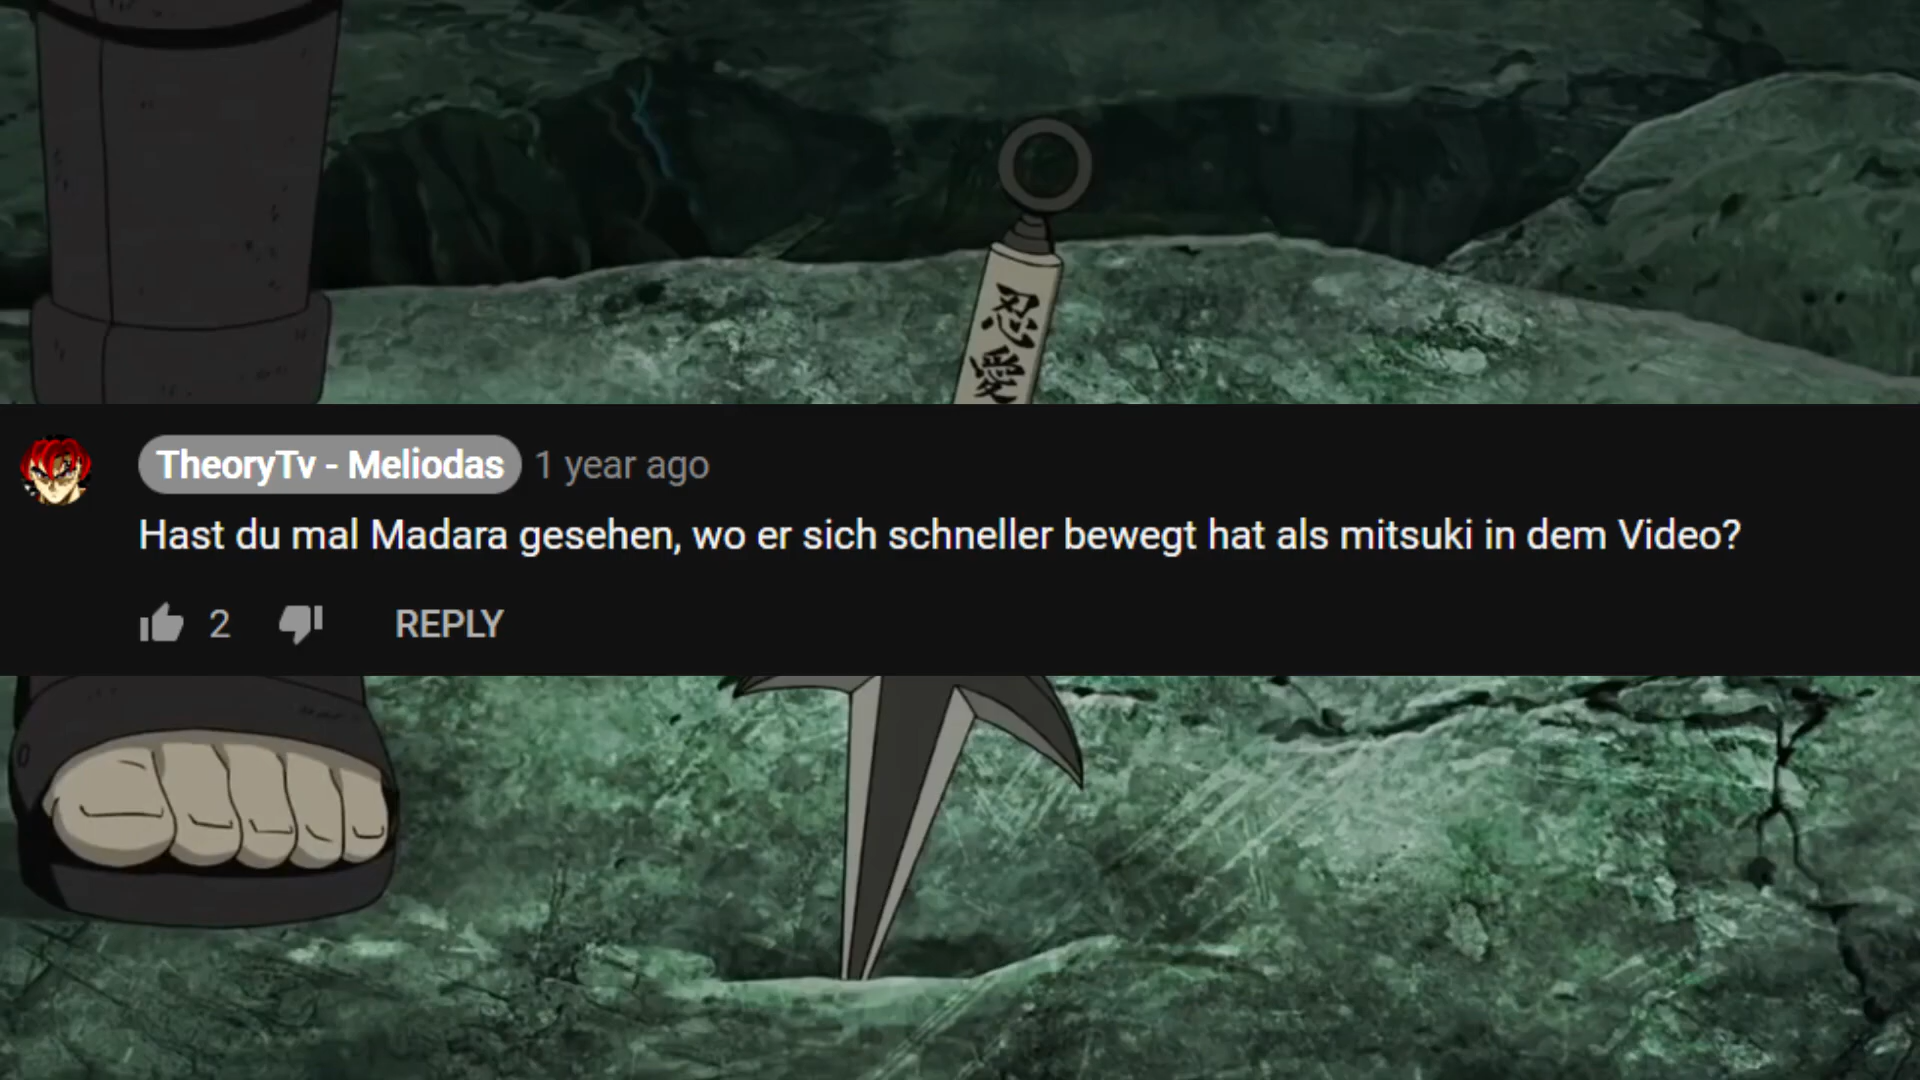 忍
愛
TheoryTv - Meliodas 1 year ago
Hast du mal Madara gesehen, wo er sich schneller bewegt hat als mitsuki in dem Video?
2 REPLY